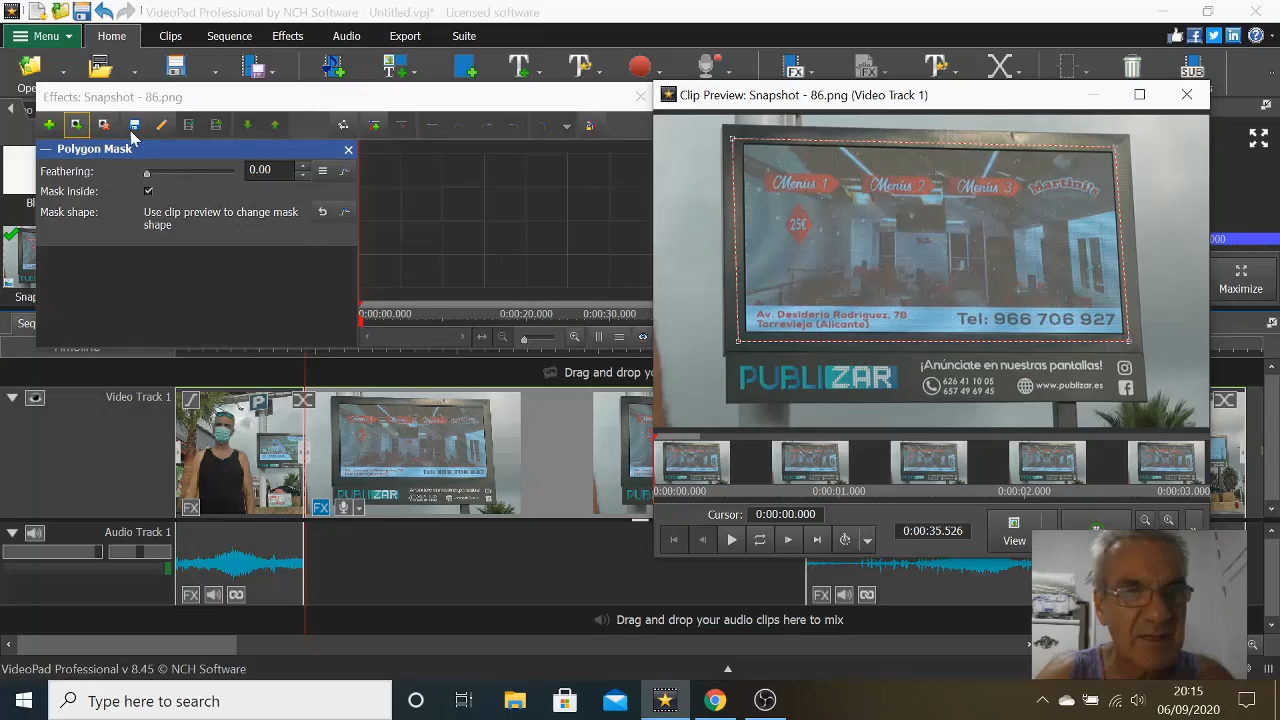 VideoPad Professional by NCH Software - Untitled.vpj* - Licensed software
Menu
Home
Clips
Sequence
Effects
Audio
Export
Suite
SUB
Effects: Snapshot - 86.png
Polygon Mask
Feathering:
0.00
Mask inside:
Mask shape:
Use clip preview to change mask
shape
0:00:00.000
0:00:20.000
0:00:30.000
Clip Preview: Snapshot - 86.png (Video Track 1)
Menús 1
Menús 2
Menús 3
Martinii's
25€
Av. Desiderio Rodriguez, 78
Torrevieja (Alicante)
Tel: 966 706 927
PUBLIZAR
¡Anúnciate en nuestras pantallas!
626 41 10 05
657 49 69 45
www.publizar.es
0:00:00.000
0:00:01.000
0:00:02.000
0:00:03.000
Cursor:
0:00:00.000
0:00:35.526
View
Maximize
Video Track 1
FX
Audio Track 1
FX
FX
Drag and drop your audio clips here to mix
VideoPad Professional v 8.45 © NCH Software
Type here to search
20:15
06/09/2020